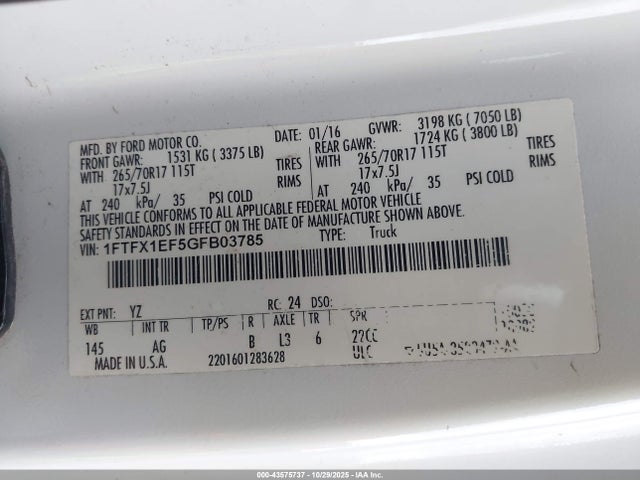 MFD. BY FORD MOTOR CO.
DATE: 01/16 GVWR: 3198 KG ( 7050 LB)
FRONT GAWR: 1531 KG ( 3375 LB) REAR GAWR: 1724 KG ( 3800 LB)
WITH 265/70R17 115T TIRES WITH 265/70R17 115T TIRES
17x7.5J RIMS 17x7.5J RIMS
AT 240 kPa/ 35 PSI COLD AT 240 kPa/ 35 PSI COLD
THIS VEHICLE CONFORMS TO ALL APPLICABLE FEDERAL MOTOR VEHICLE
SAFETY STANDARDS IN EFFECT ON THE DATE OF MANUFACTURE SHOWN ABOVE.
VIN: 1FTFX1EF5GFB03785 TYPE: Truck
EXT PNT: YZ RC: 24 DSO:
WB INT TR TP/PS R AXLE TR SPR
145 AG B L3 6
MADE IN U.S.A. 2201601283628
000-43575737 - 10/29/2025 - IAA Inc.